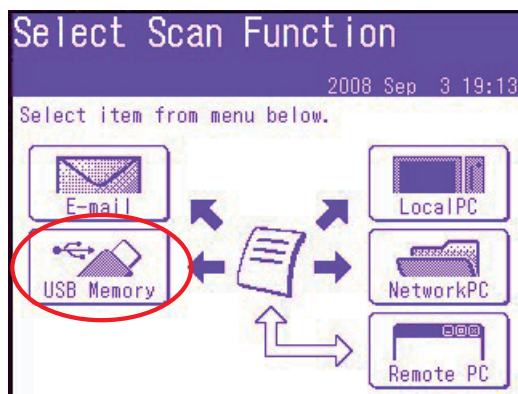 Select Scan Function
2008 Sep 3 19:13
Select item from menu below.
E-mail
LocalPC
USB Memory
NetworkPC
Remote PC